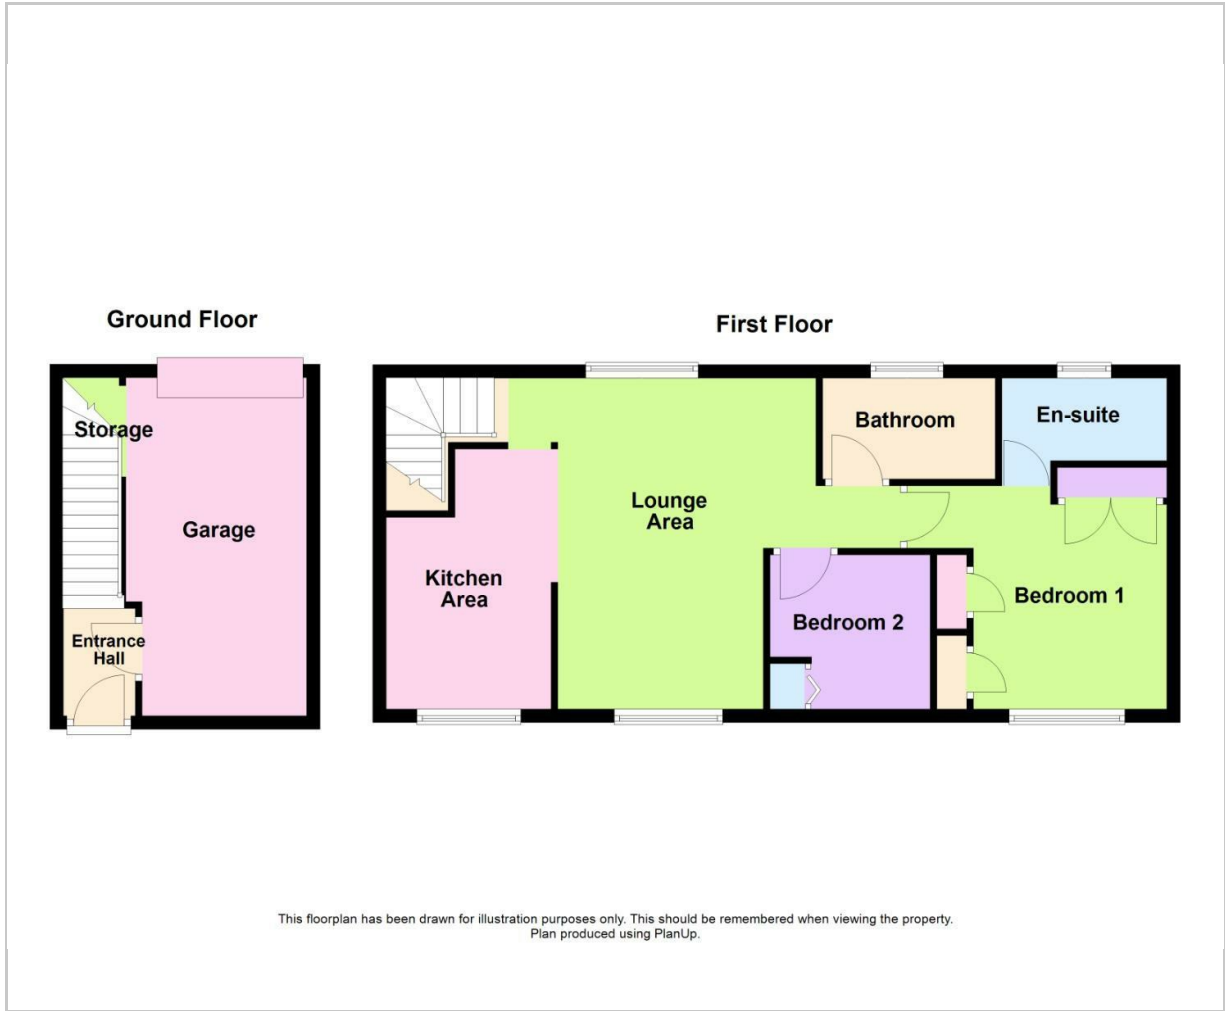 Ground Floor
Storage
Garage
Entrance
Hall
First Floor
Bathroom
En-suite
Lounge
Area
Kitchen
Area
Bedroom 2
Bedroom 1
This floorplan has been drawn for illustration purposes only. This should be remembered when viewing the property.
Plan produced using PlanUp.